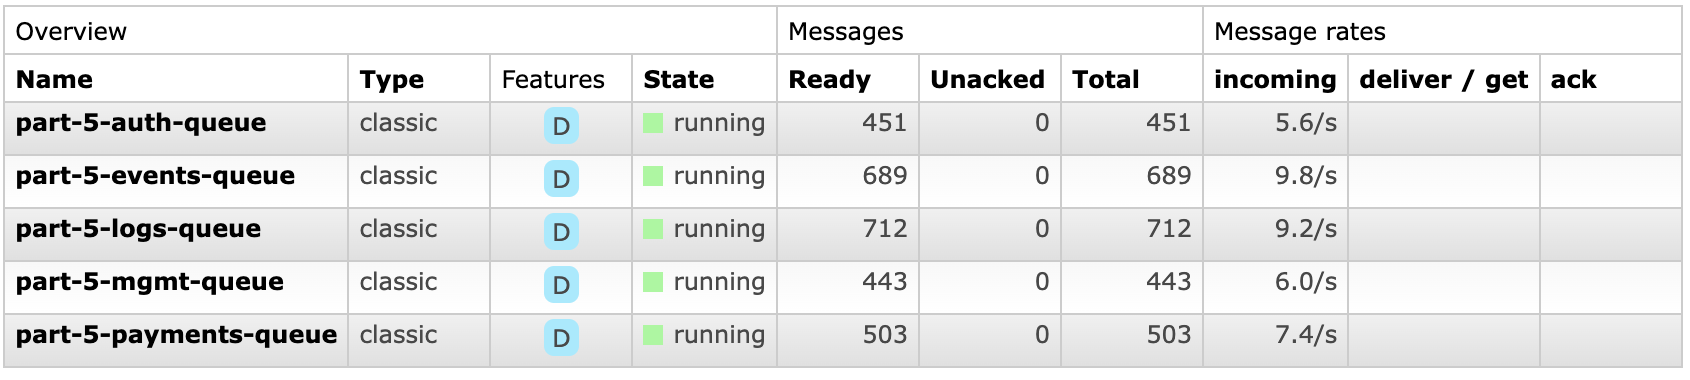 Overview Messages Message rates
Name Type Features State Ready Unacked Total incoming deliver / get ack
part-5-auth-queue classic D running 451 0 451 5.6/s
part-5-events-queue classic D running 689 0 689 9.8/s
part-5-logs-queue classic D running 712 0 712 9.2/s
part-5-mgmt-queue classic D running 443 0 443 6.0/s
part-5-payments-queue classic D running 503 0 503 7.4/s